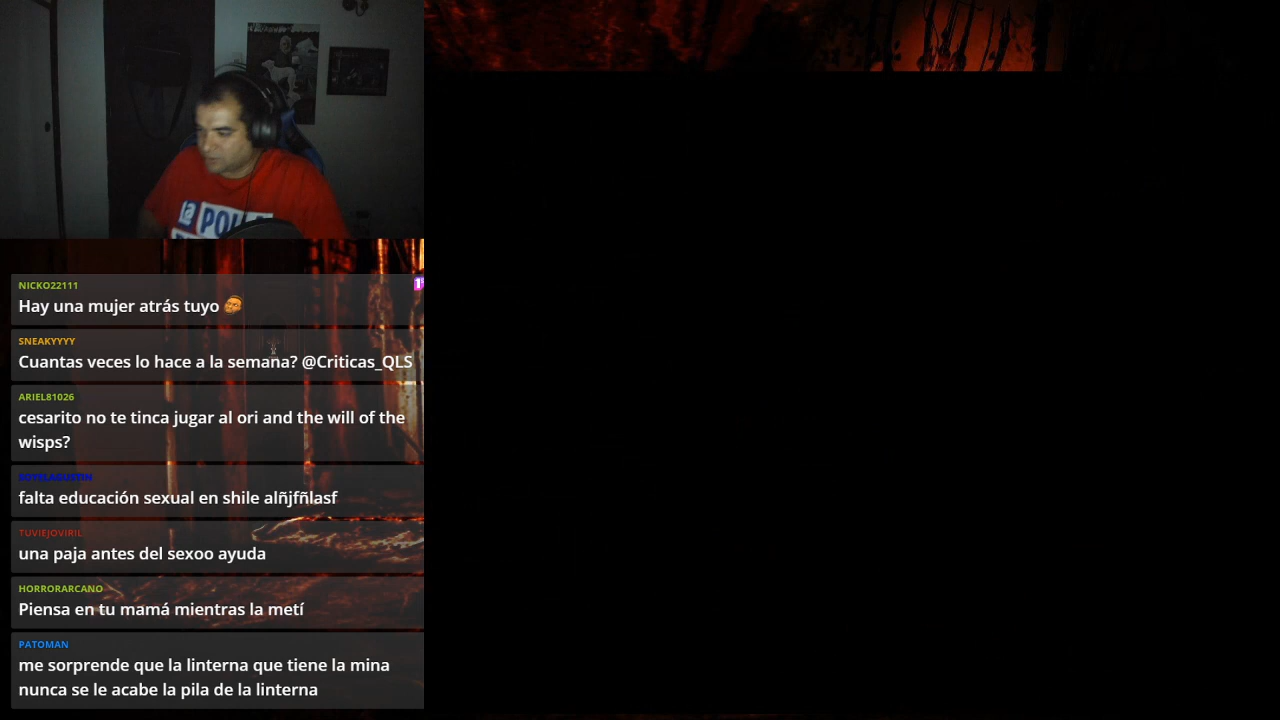 la POL
NICKO22111
Hay una mujer atrás tuyo
SNEAKYYYY
Cuantas veces lo hace a la semana? @Criticas_QLS
ARIEL81026
cesarito no te tinca jugar al ori and the will of the
wisps?
falta educación sexual en shile alñjfñlasf
TUVIEJOVIRIL
una paja antes del sexoo ayuda
HORRORARCANO
Piensa en tu mamá mientras la metí
PATOMAN
me sorprende que la linterna que tiene la mina
nunca se le acabe la pila de la linterna